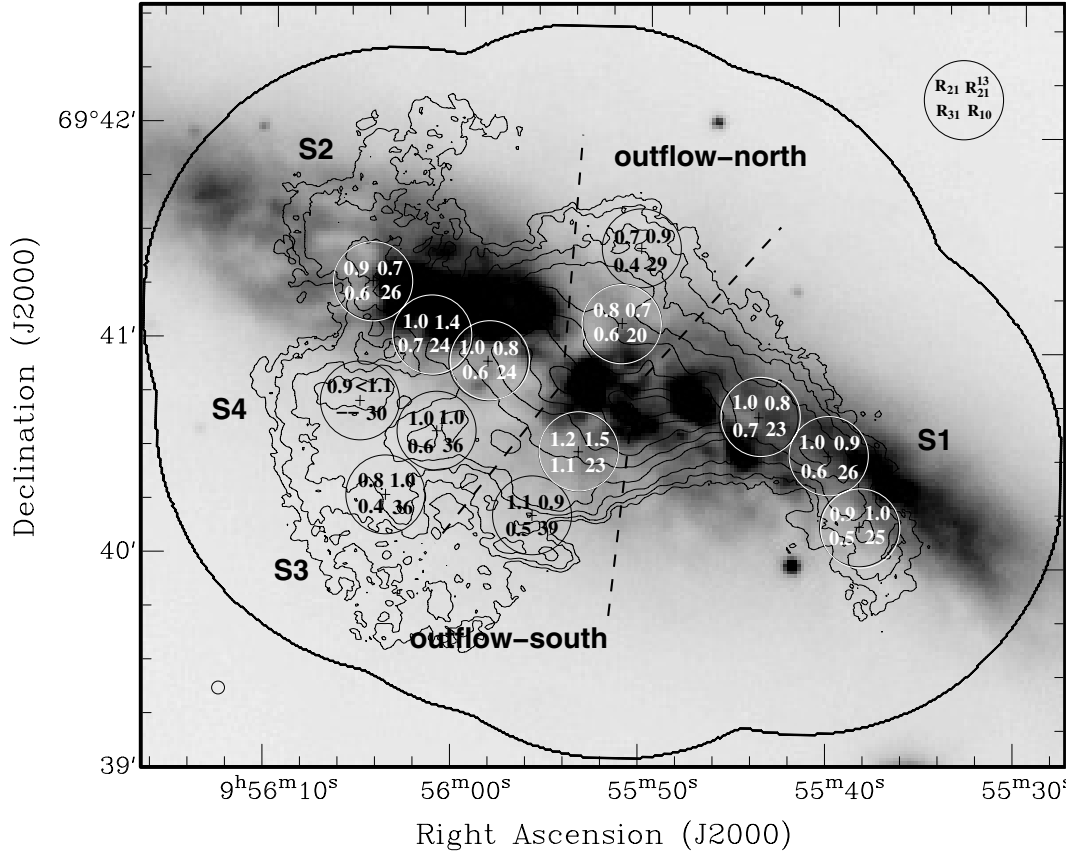 R₂₁ R₂₁¹³
R₃₁ R₁₀
69°42′
S2
outflow–north
0.7 0.9
0.4 29
0.9 0.7
0.6 26
0.8 0.7
0.6 20
1.0 1.4
0.7 24
41′
1.0 0.8
0.6 24
0.9 <1.1
30
S4
1.0 1.0
0.6 36
1.0 0.8
0.7 23
S1
1.2 1.5
1.1 23
1.0 0.9
0.6 26
0.8 1.0
0.4 36
1.1 0.9
0.5 39
0.9 1.0
0.5 25
40′
S3
outflow–south
39′
9ʰ56ᵐ10ˢ
56ᵐ00ˢ
55ᵐ50ˢ
55ᵐ40ˢ
55ᵐ30ˢ
Right Ascension (J2000)
Declination (J2000)